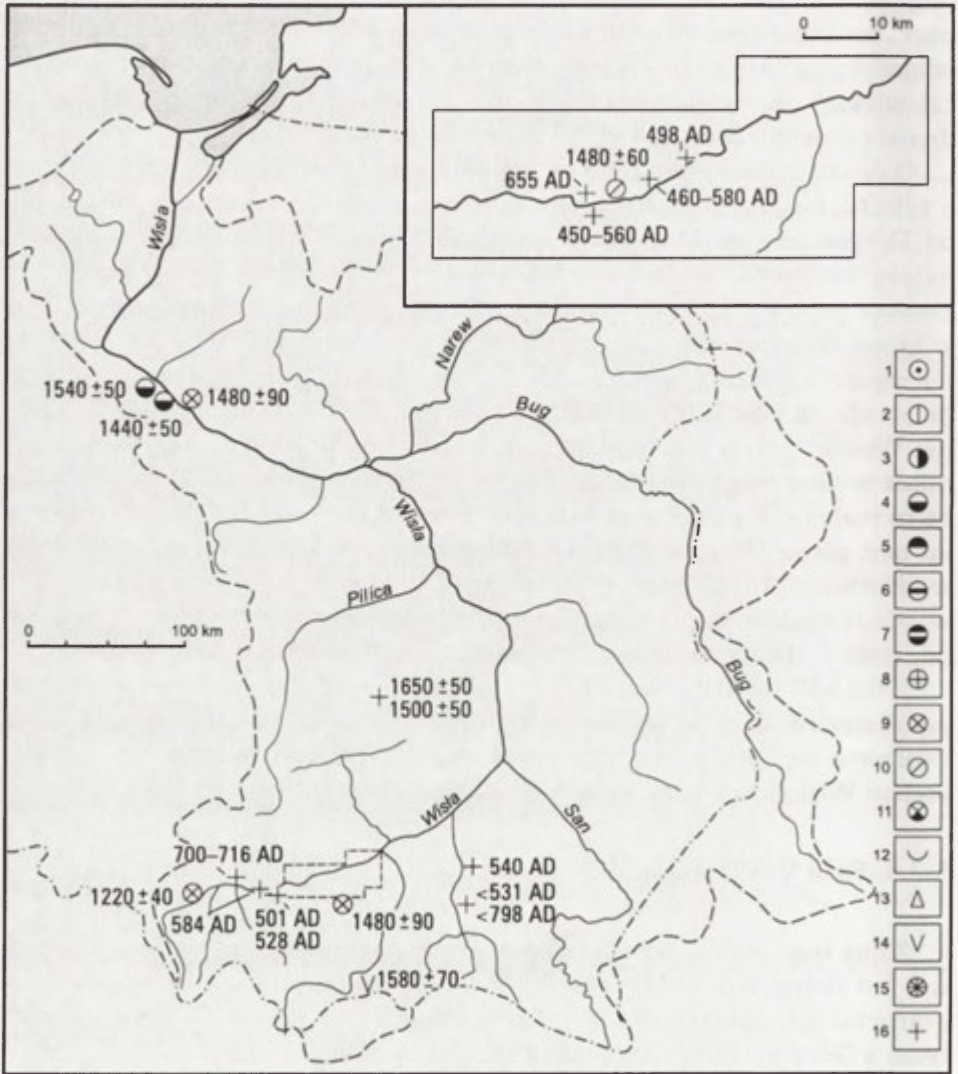 0 10 km
498 AD
1480 ±60
655 AD
460–580 AD
450–560 AD
Wisła
Narew
Bug
1540 ±50
1480 ±90
1440 ±50
Wisła
Pilica
0 100 km
Bug
1650 ±50
1500 ±50
Wisła
San
700–716 AD
540 AD
1220 ±40
<531 AD
<798 AD
584 AD
501 AD
528 AD
1480 ±90
V 1580 ±70
1
2
3
4
5
6
7
8
9
10
11
12
13
14 V
15
16